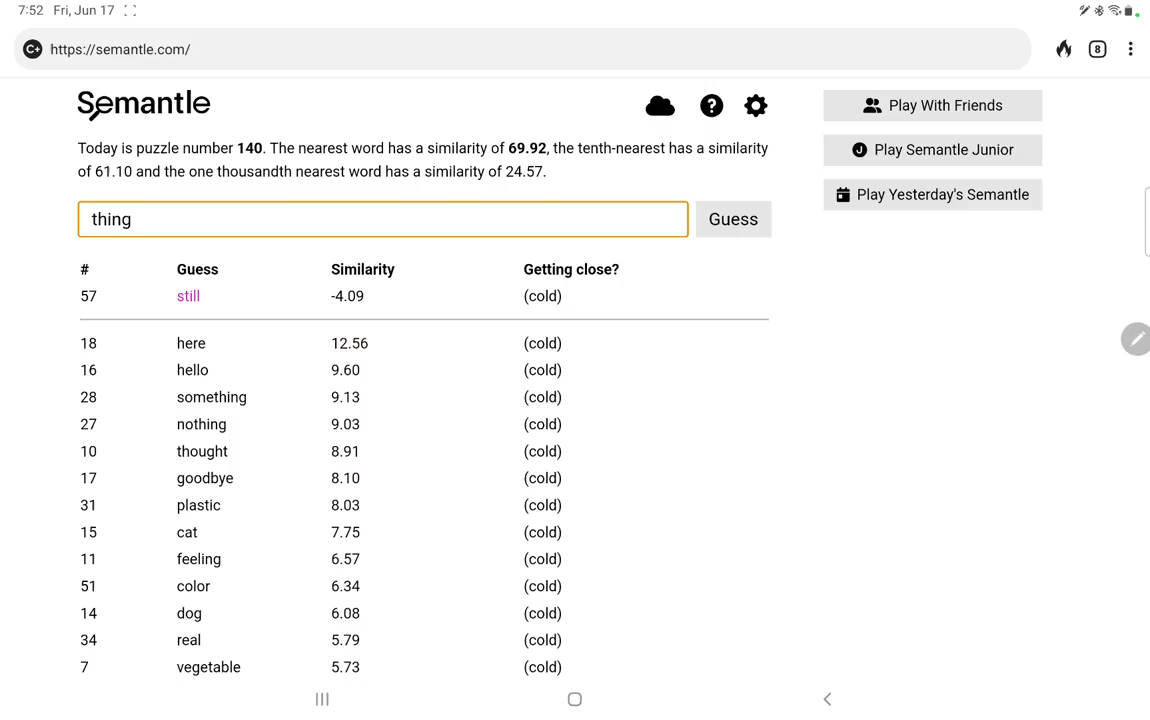 7:52 Fri, Jun 17
C+ https://semantle.com/ 8
Semantle
Play With Friends
Today is puzzle number 140. The nearest word has a similarity of 69.92, the tenth-nearest has a similarity
of 61.10 and the one thousandth nearest word has a similarity of 24.57.
J Play Semantle Junior
Play Yesterday's Semantle
thing Guess
# Guess Similarity Getting close?
57 still -4.09 (cold)
18 here 12.56 (cold)
16 hello 9.60 (cold)
28 something 9.13 (cold)
27 nothing 9.03 (cold)
10 thought 8.91 (cold)
17 goodbye 8.10 (cold)
31 plastic 8.03 (cold)
15 cat 7.75 (cold)
11 feeling 6.57 (cold)
51 color 6.34 (cold)
14 dog 6.08 (cold)
34 real 5.79 (cold)
7 vegetable 5.73 (cold)